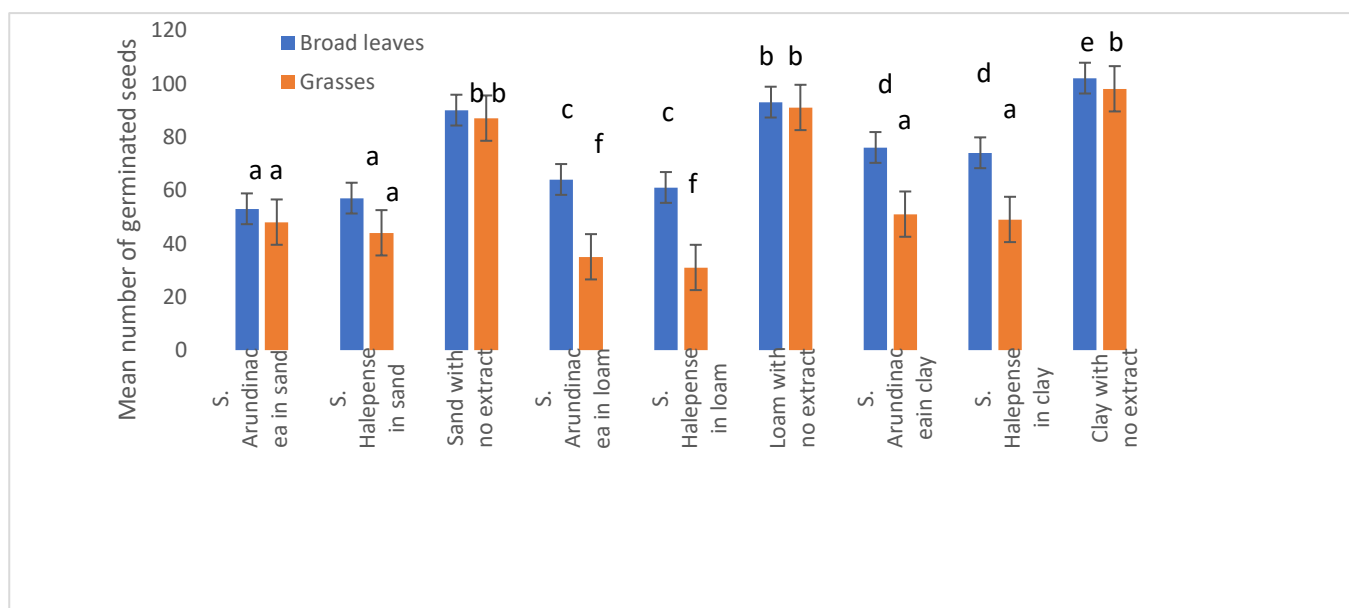 Mean number of germinated seeds
120
100
80
60
40
20
0
Broad leaves
Grasses
a a
a
a
b b
c
f
c
f
b b
d
a
d
a
e b
S.
Arundinac
ea in sand
S.
Halepense
in sand
Sand with
no extract
S.
Arundinac
ea in loam
S.
Halepense
in loam
Loam with
no extract
S.
Arundinac
eain clay
S.
Halepense
in clay
Clay with
no extract